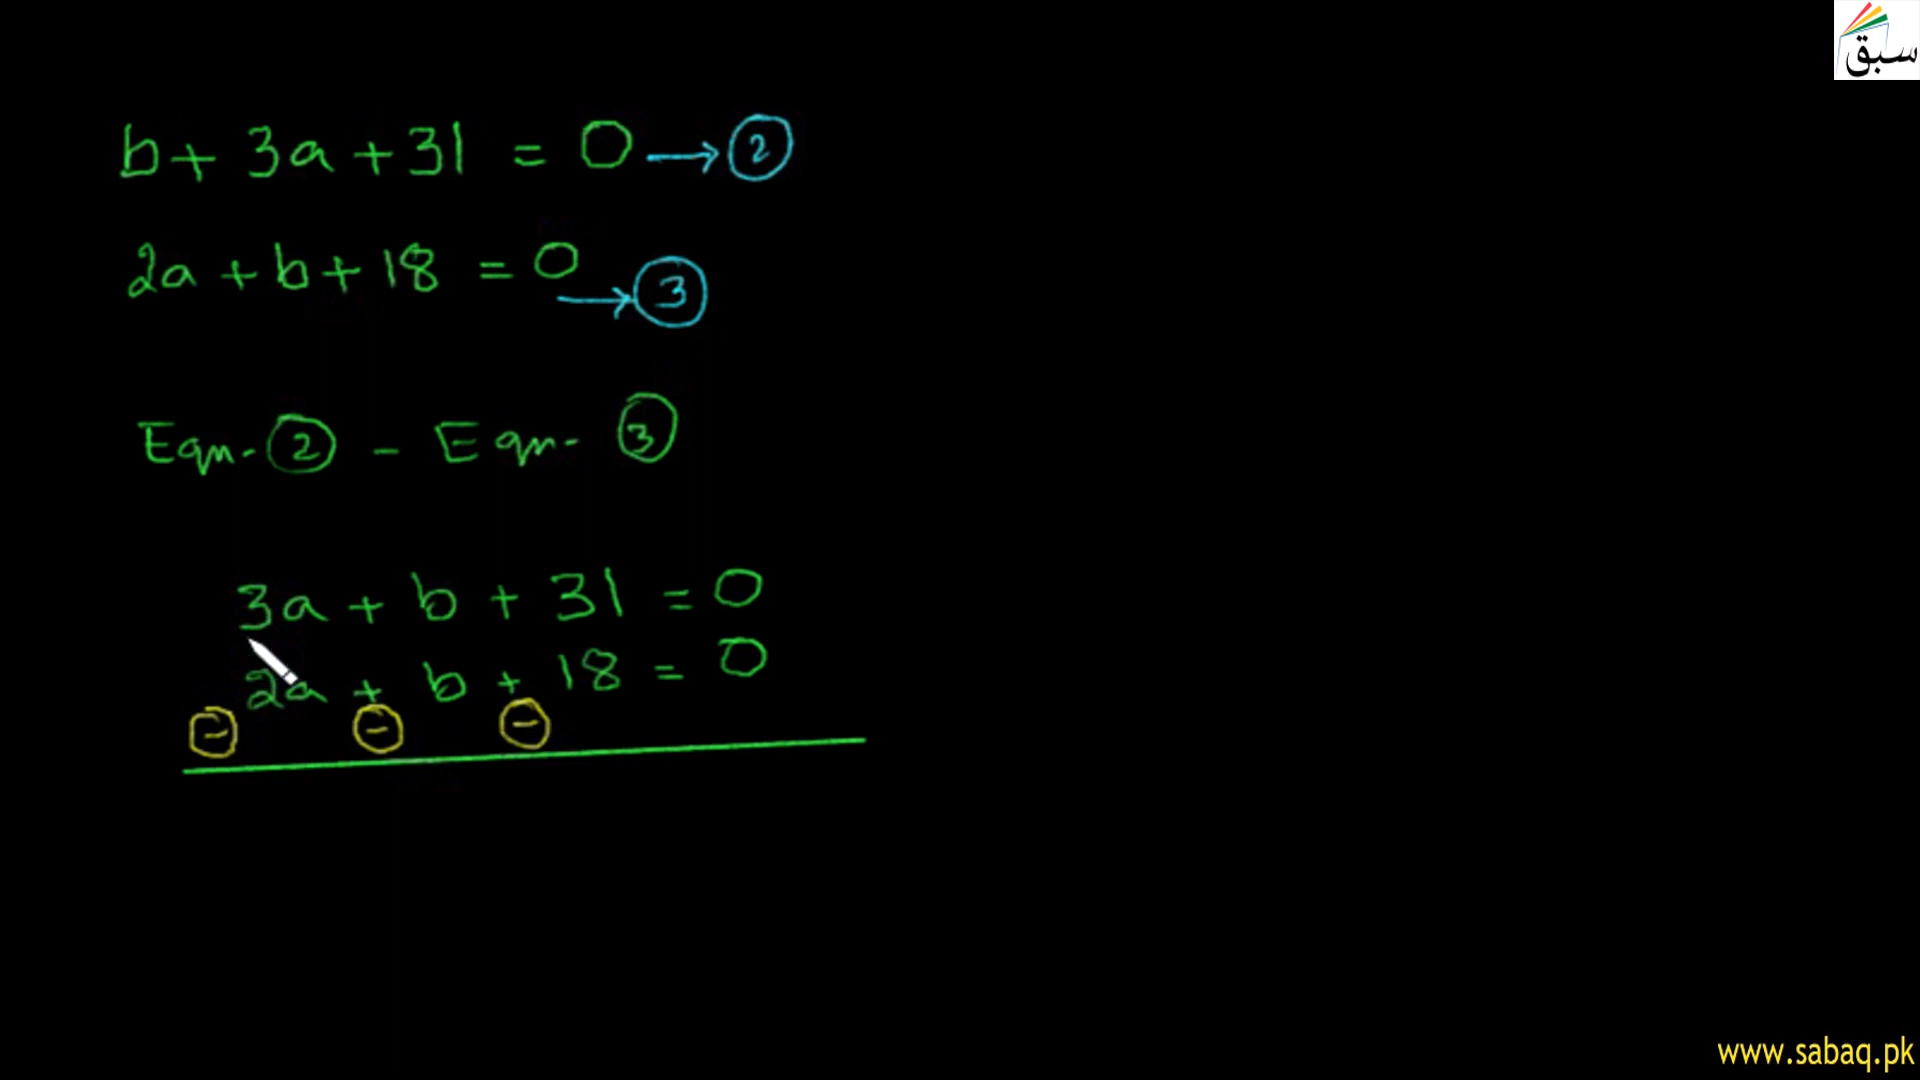 سبق
b + 3a + 31 = 0 → ②
2a + b + 18 = 0 → ③
Eqn. ② - Eqn. ③
3a + b + 31 = 0
2a + b + 18 = 0
⊖ ⊖ ⊖
www.sabaq.pk